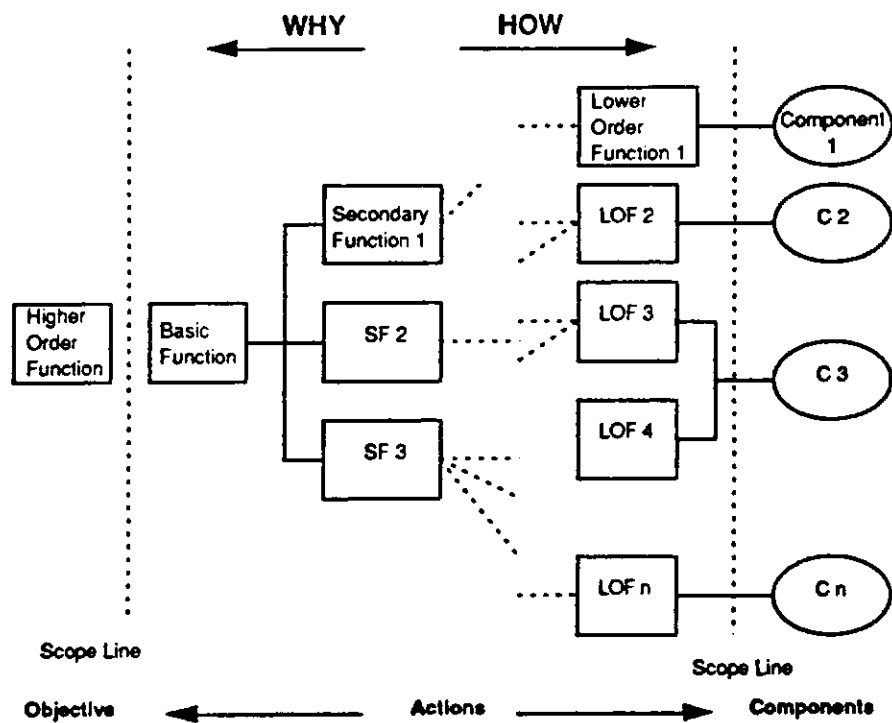 WHY
HOW
Lower
Order
Function 1
Component
1
Secondary
Function 1
LOF 2
C 2
Higher
Order
Function
Basic
Function
SF 2
LOF 3
C 3
SF 3
LOF 4
LOF n
C n
Scope Line
Scope Line
Objective
Actions
Components